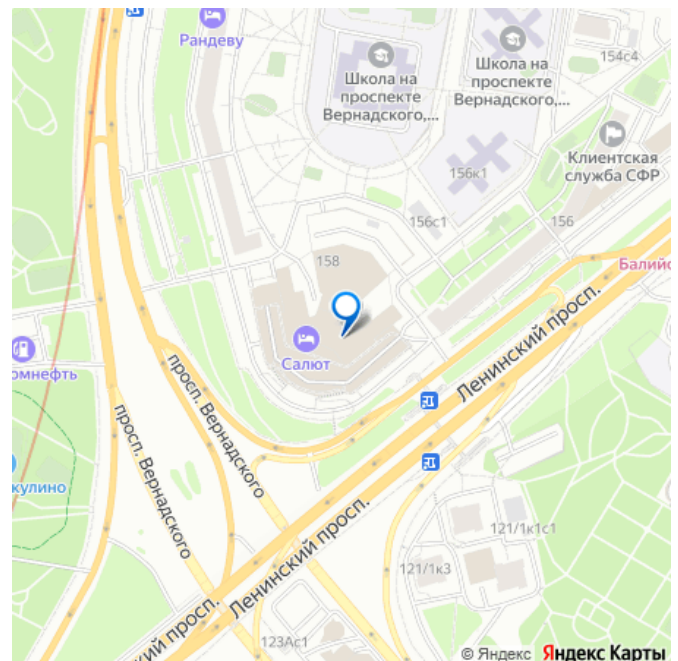 Рандеву
Школа на
проспекте
Вернадского,...
Школа на
проспекте
Вернадского,...
154с4
Клиентская
служба СФР
156к1
156с1
156
158
Балийс
Салют
Ленинский просп.
омнефть
просп. Вернадского
просп. Вернадского
кулино
Ленинский просп.
121/1к1с1
121/1к3
кий просп.
123Ас1
© Яндекс Яндекс Карты